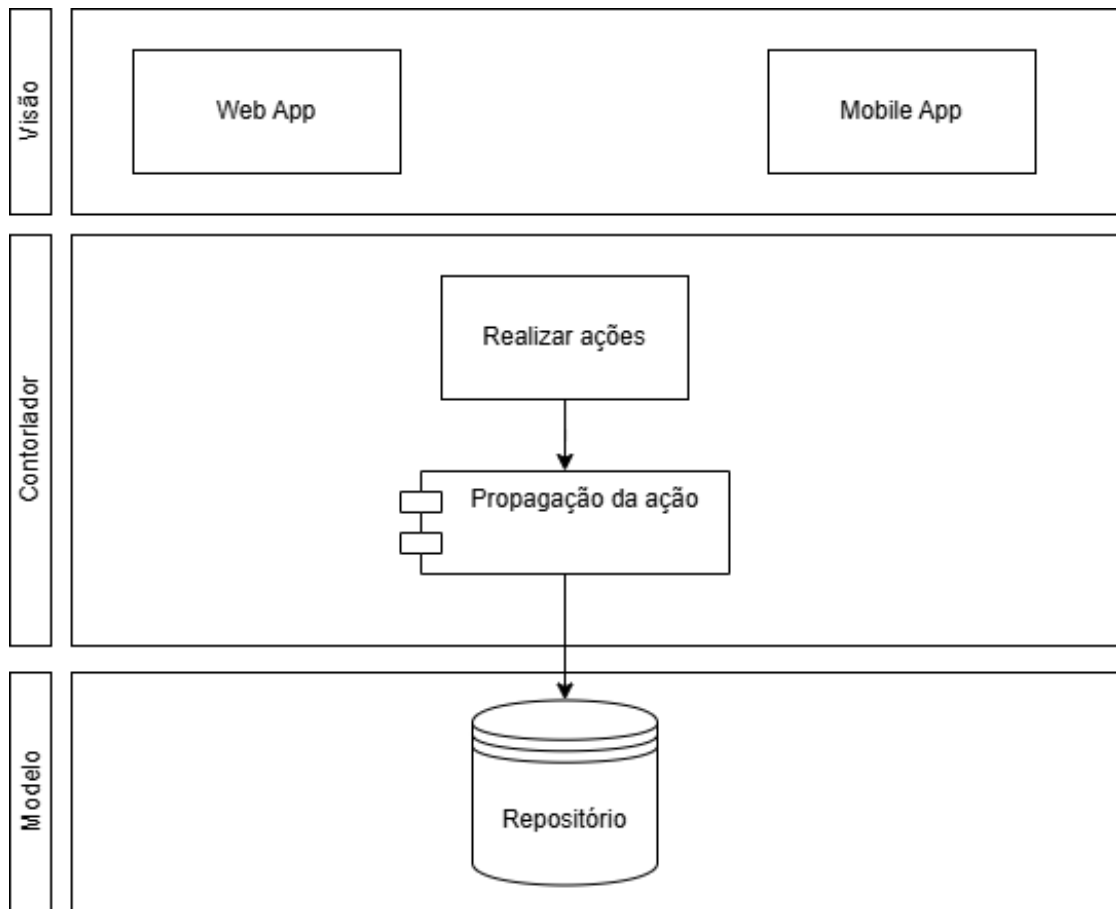 Visão
Web App
Mobile App
Contorlador
Realizar ações
Propagação da ação
Modelo
Repositório